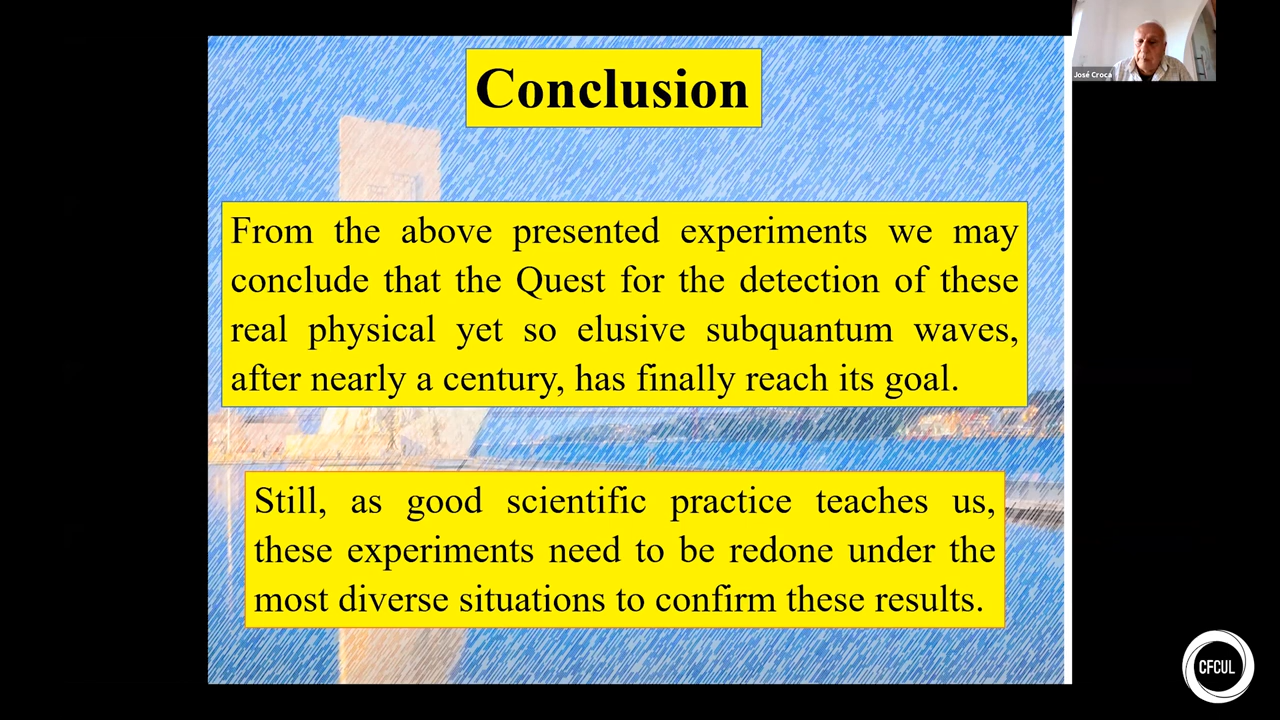 José Croca
Conclusion
From the above presented experiments we may
conclude that the Quest for the detection of these
real physical yet so elusive subquantum waves,
after nearly a century, has finally reach its goal.
Still, as good scientific practice teaches us,
these experiments need to be redone under the
most diverse situations to confirm these results.
CFCUL